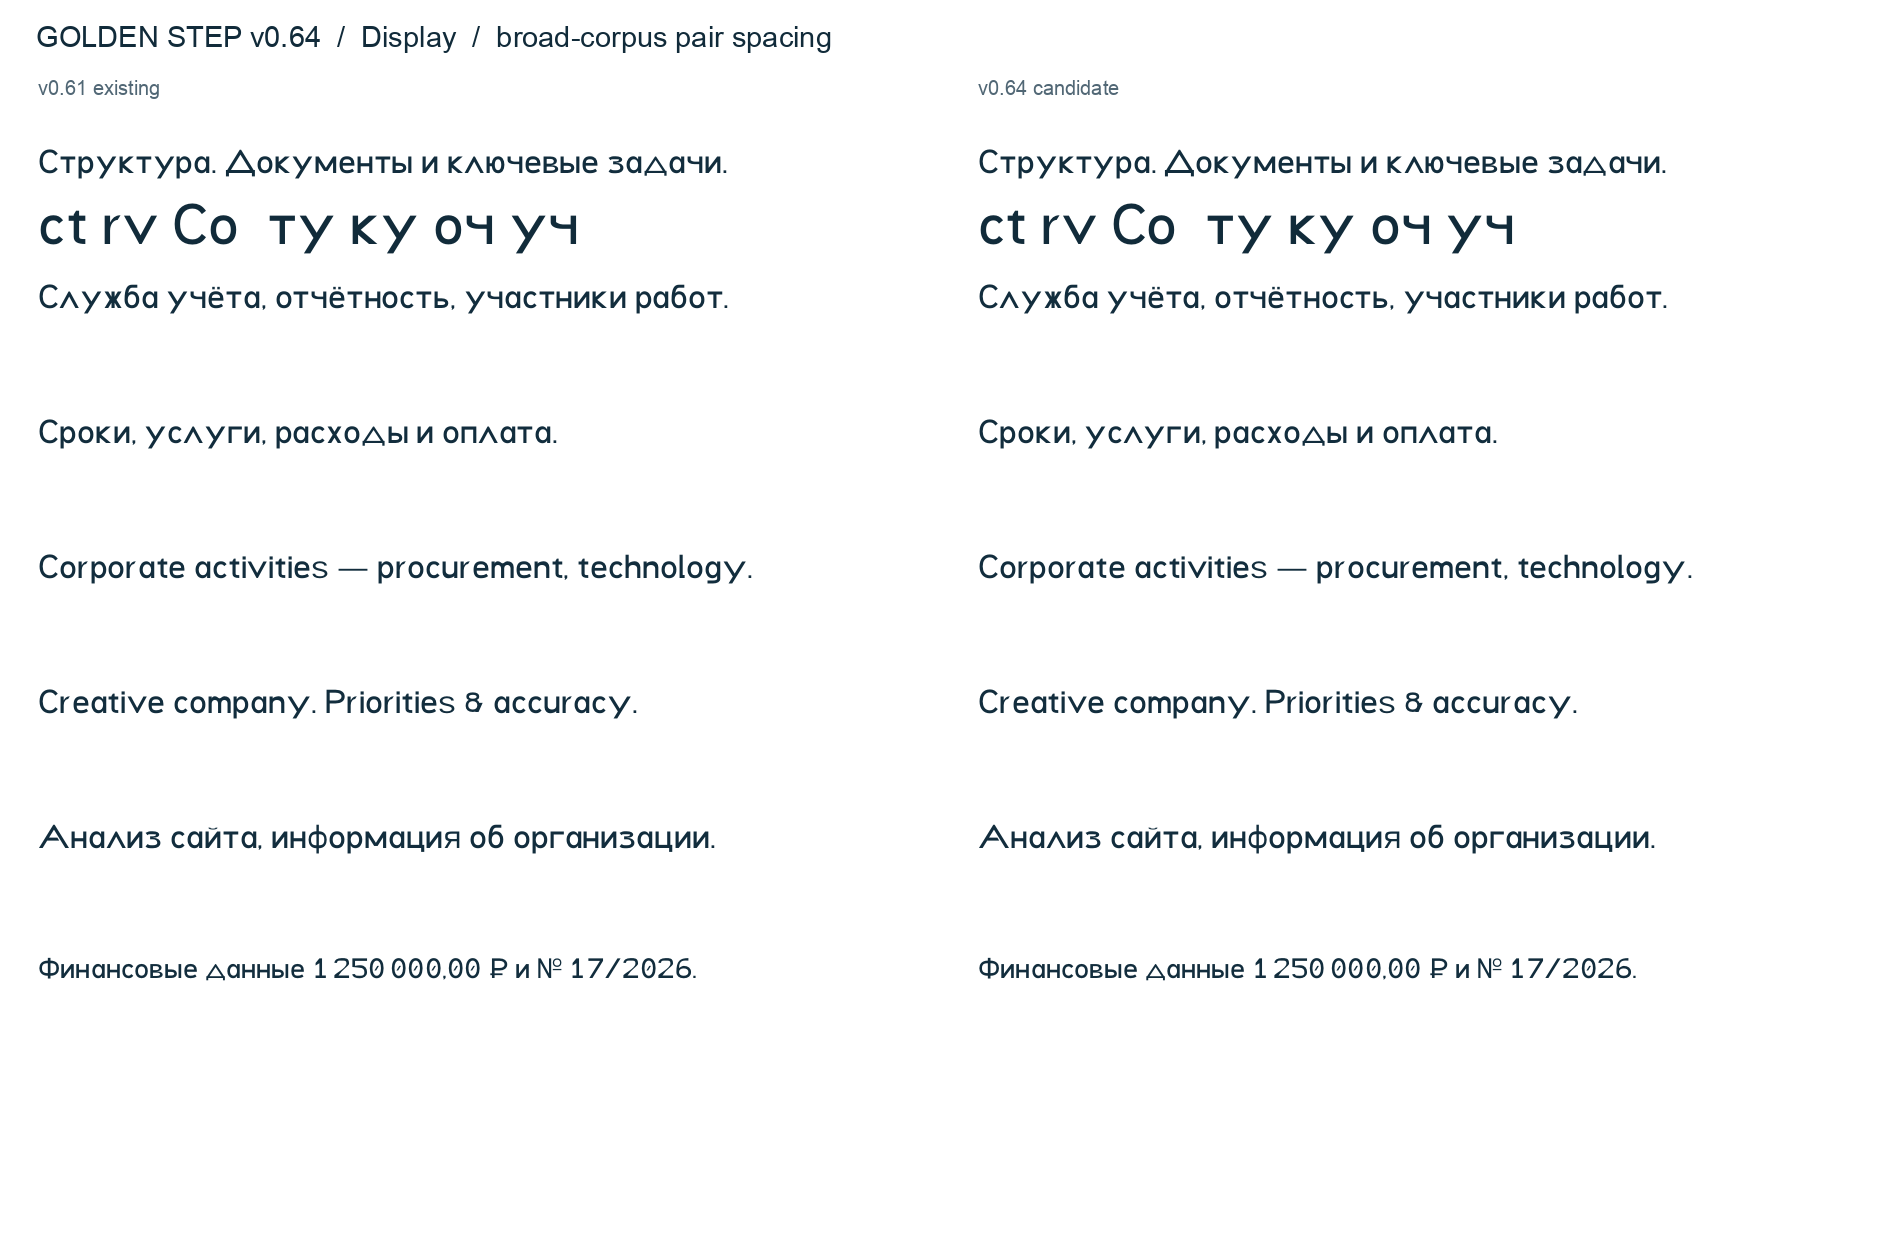 GOLDEN STEP v0.64 / Display / broad-corpus pair spacing
v0.61 existing
Структура. Документы и ключевые задачи.
ct rv Co ту ку оч уч
Служба учёта, отчётность, участники работ.
Сроки, услуги, расходы и оплата.
Corporate activities — procurement, technology.
Creative company. Priorities & accuracy.
Анализ сайта, информация об организации.
Финансовые данные 1 250 000,00 ₽ и № 17/2026.
v0.64 candidate
Структура. Документы и ключевые задачи.
ct rv Co ту ку оч уч
Служба учёта, отчётность, участники работ.
Сроки, услуги, расходы и оплата.
Corporate activities — procurement, technology.
Creative company. Priorities & accuracy.
Анализ сайта, информация об организации.
Финансовые данные 1 250 000,00 ₽ и № 17/2026.